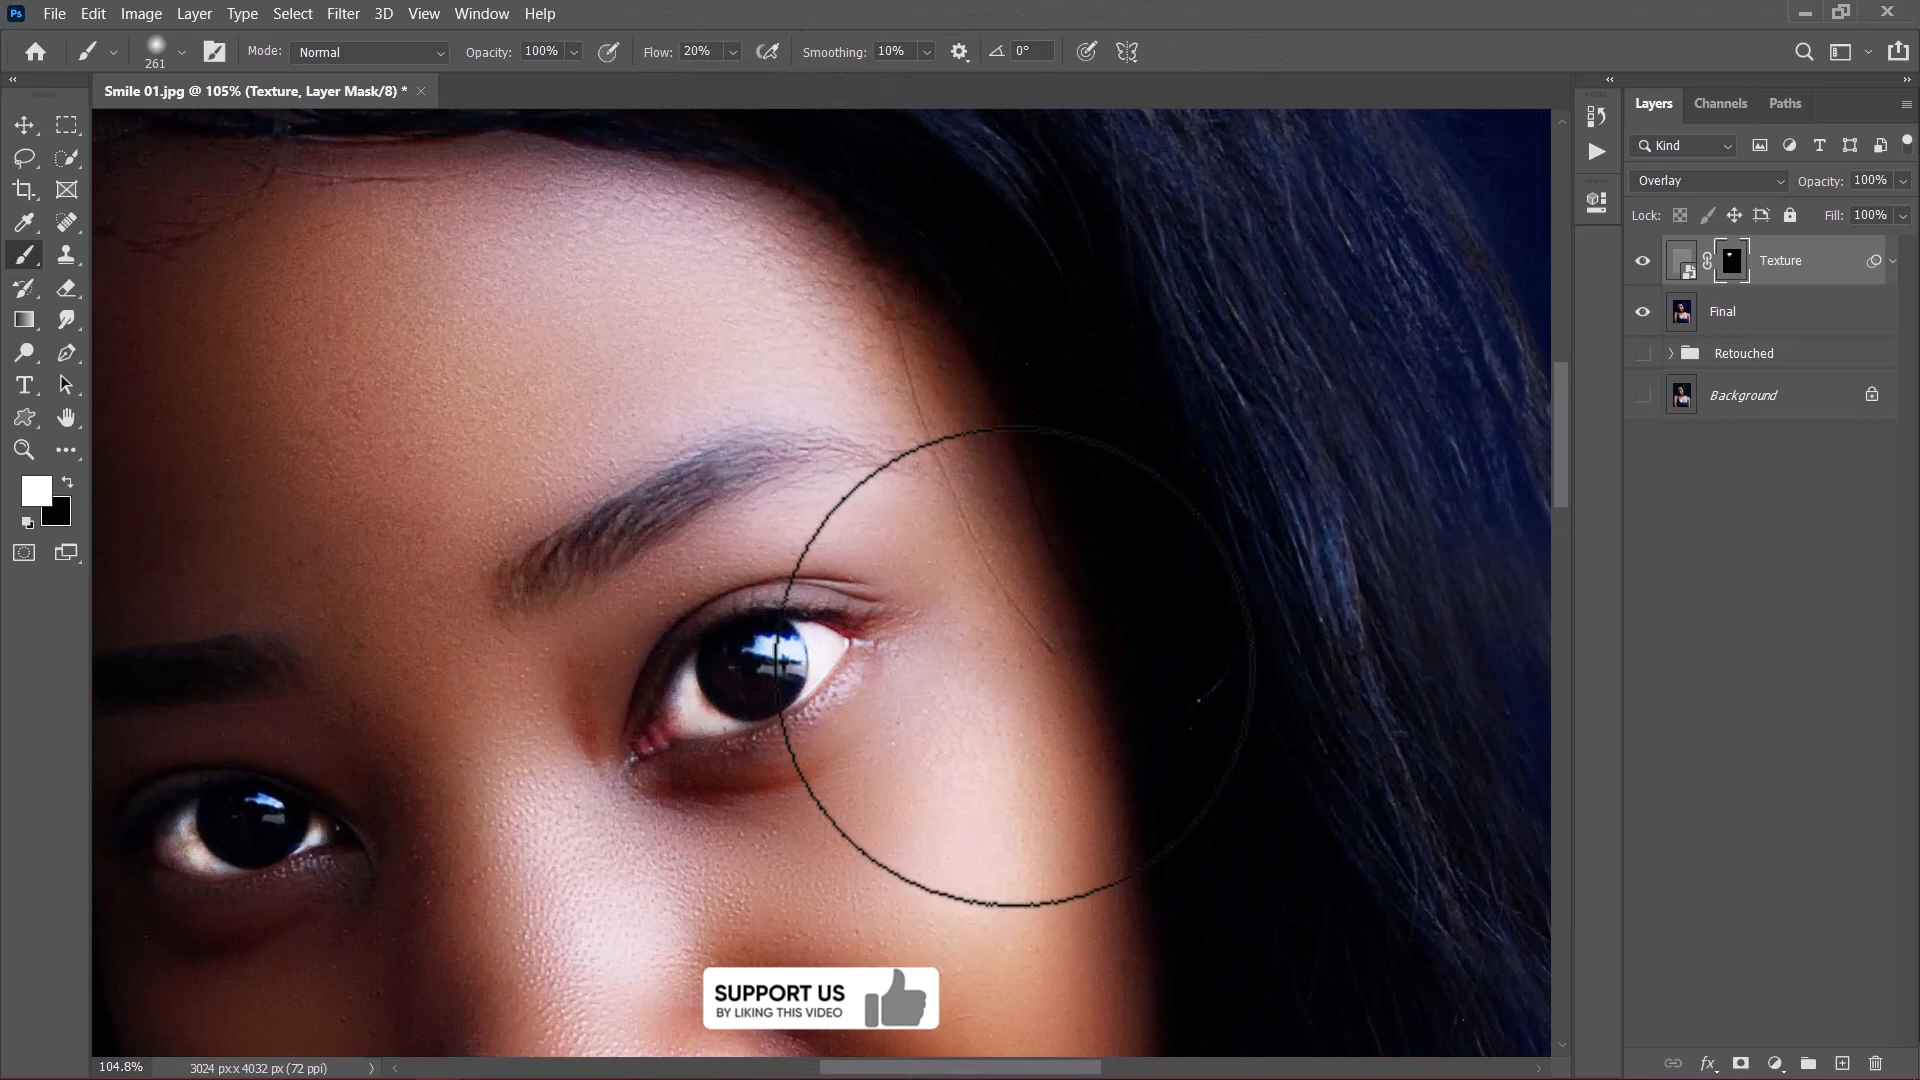 Ps File Edit Image Layer Type Select Filter 3D View Window Help
261 Mode: Normal Opacity: 100% Flow: 20% Smoothing: 10% 0°
Smile 01.jpg @ 105% (Texture, Layer Mask/8) *
Layers Channels Paths
Kind
Overlay Opacity: 100%
Lock: Fill: 100%
Texture
Final
Retouched
Background
SUPPORT US
BY LIKING THIS VIDEO
104.8% 3024 px x 4032 px (72 ppi)
fx